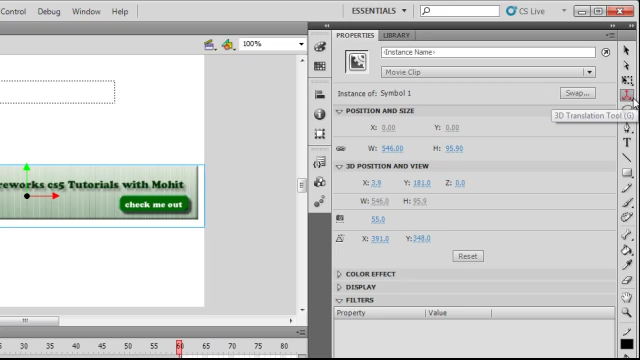 Control Debug Window Help
ESSENTIALS
CS Live
100%
PROPERTIES LIBRARY
<Instance Name>
Movie Clip
Instance of: Symbol 1 Swap...
3D Translation Tool (G)
POSITION AND SIZE
X: 0.00 Y: 0.00
W: 546.00 H: 95.90
3D POSITION AND VIEW
X: 3.9 Y: 181.0 Z: 0.0
W: 546.0 H: 95.9
55.0
X: 391.0 Y: 348.0
Reset
COLOR EFFECT
DISPLAY
FILTERS
Property Value
reworks cs5 Tutorials with Mohit
check me out
30 35 40 45 50 55 60 65 70 75 80